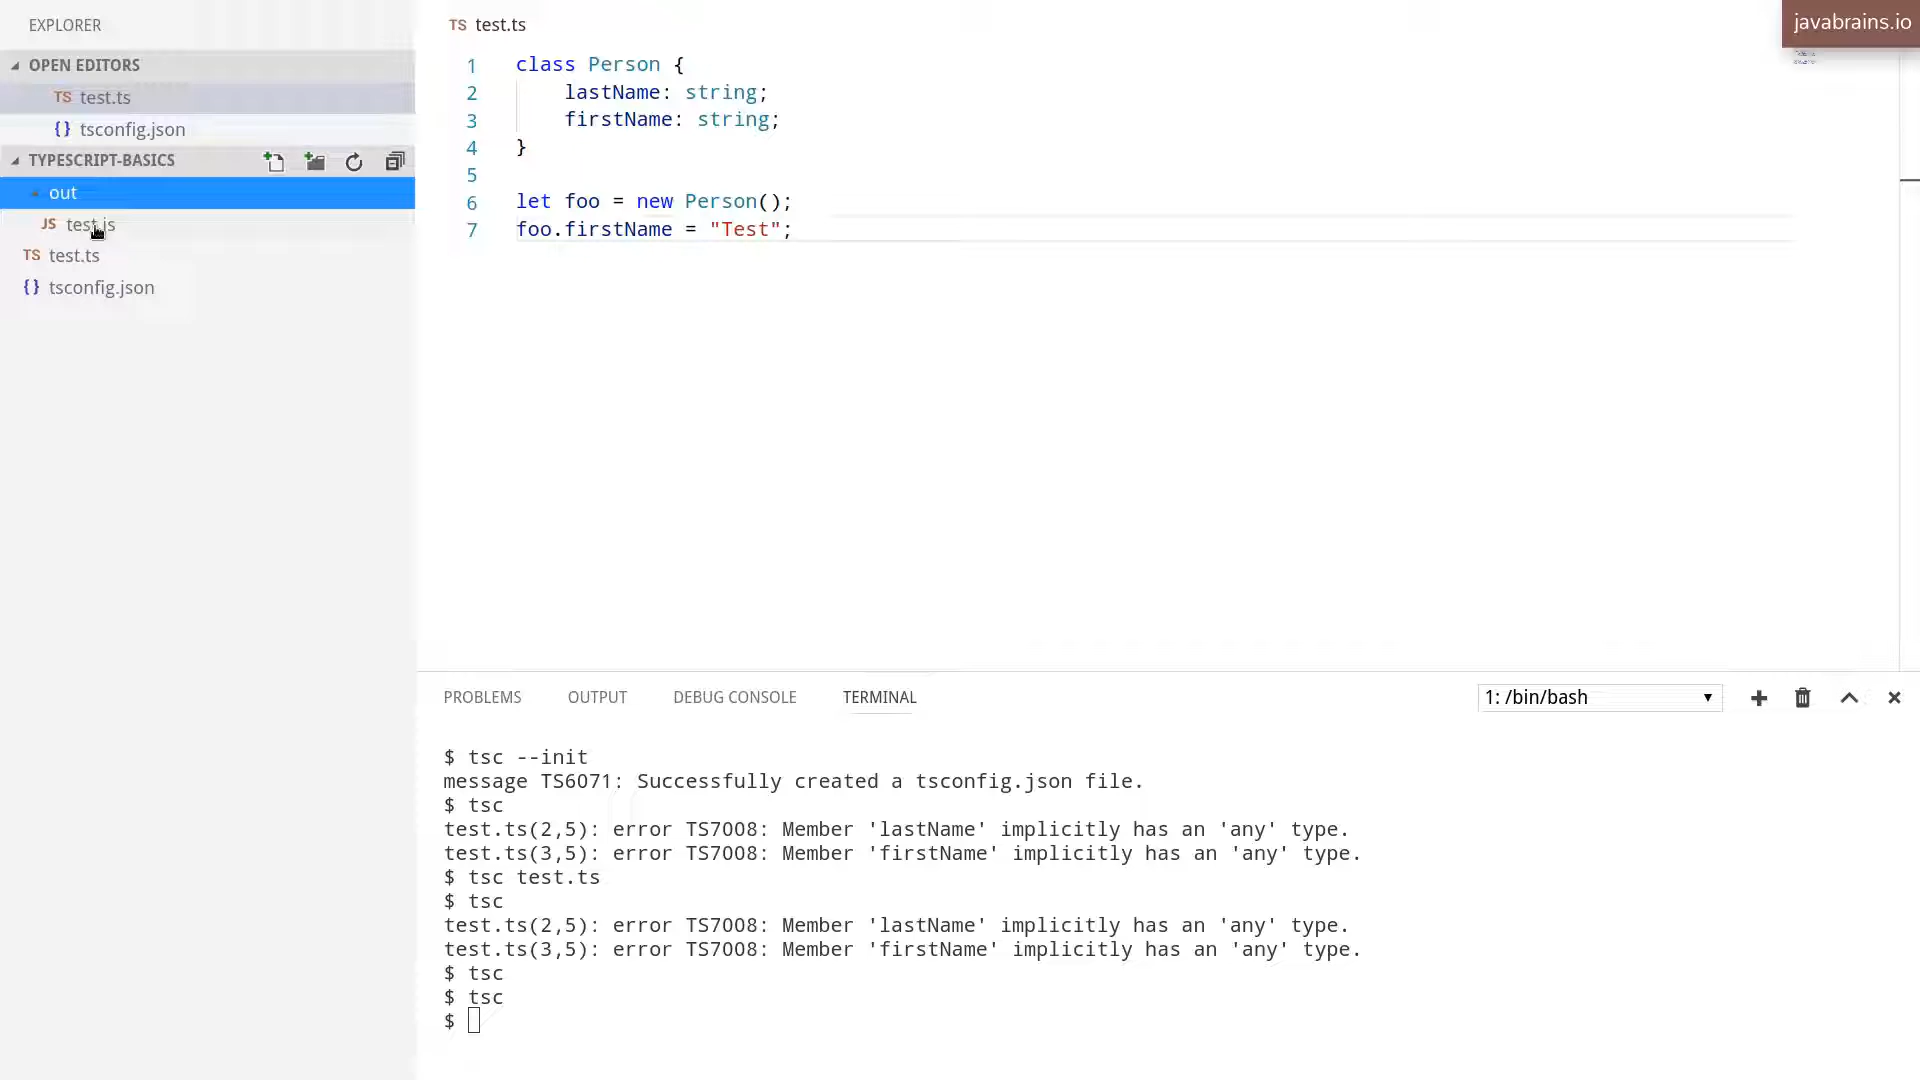 EXPLORER
OPEN EDITORS
TS test.ts
{} tsconfig.json
TYPESCRIPT-BASICS
out
JS test.js
TS test.ts
{} tsconfig.json
TS test.ts
javabrains.io
1 class Person {
2 lastName: string;
3 firstName: string;
4 }
5
6 let foo = new Person();
7 foo.firstName = "Test";
PROBLEMS OUTPUT DEBUG CONSOLE TERMINAL
1: /bin/bash
$ tsc --init
message TS6071: Successfully created a tsconfig.json file.
$ tsc
test.ts(2,5): error TS7008: Member 'lastName' implicitly has an 'any' type.
test.ts(3,5): error TS7008: Member 'firstName' implicitly has an 'any' type.
$ tsc test.ts
$ tsc
test.ts(2,5): error TS7008: Member 'lastName' implicitly has an 'any' type.
test.ts(3,5): error TS7008: Member 'firstName' implicitly has an 'any' type.
$ tsc
$ tsc
$